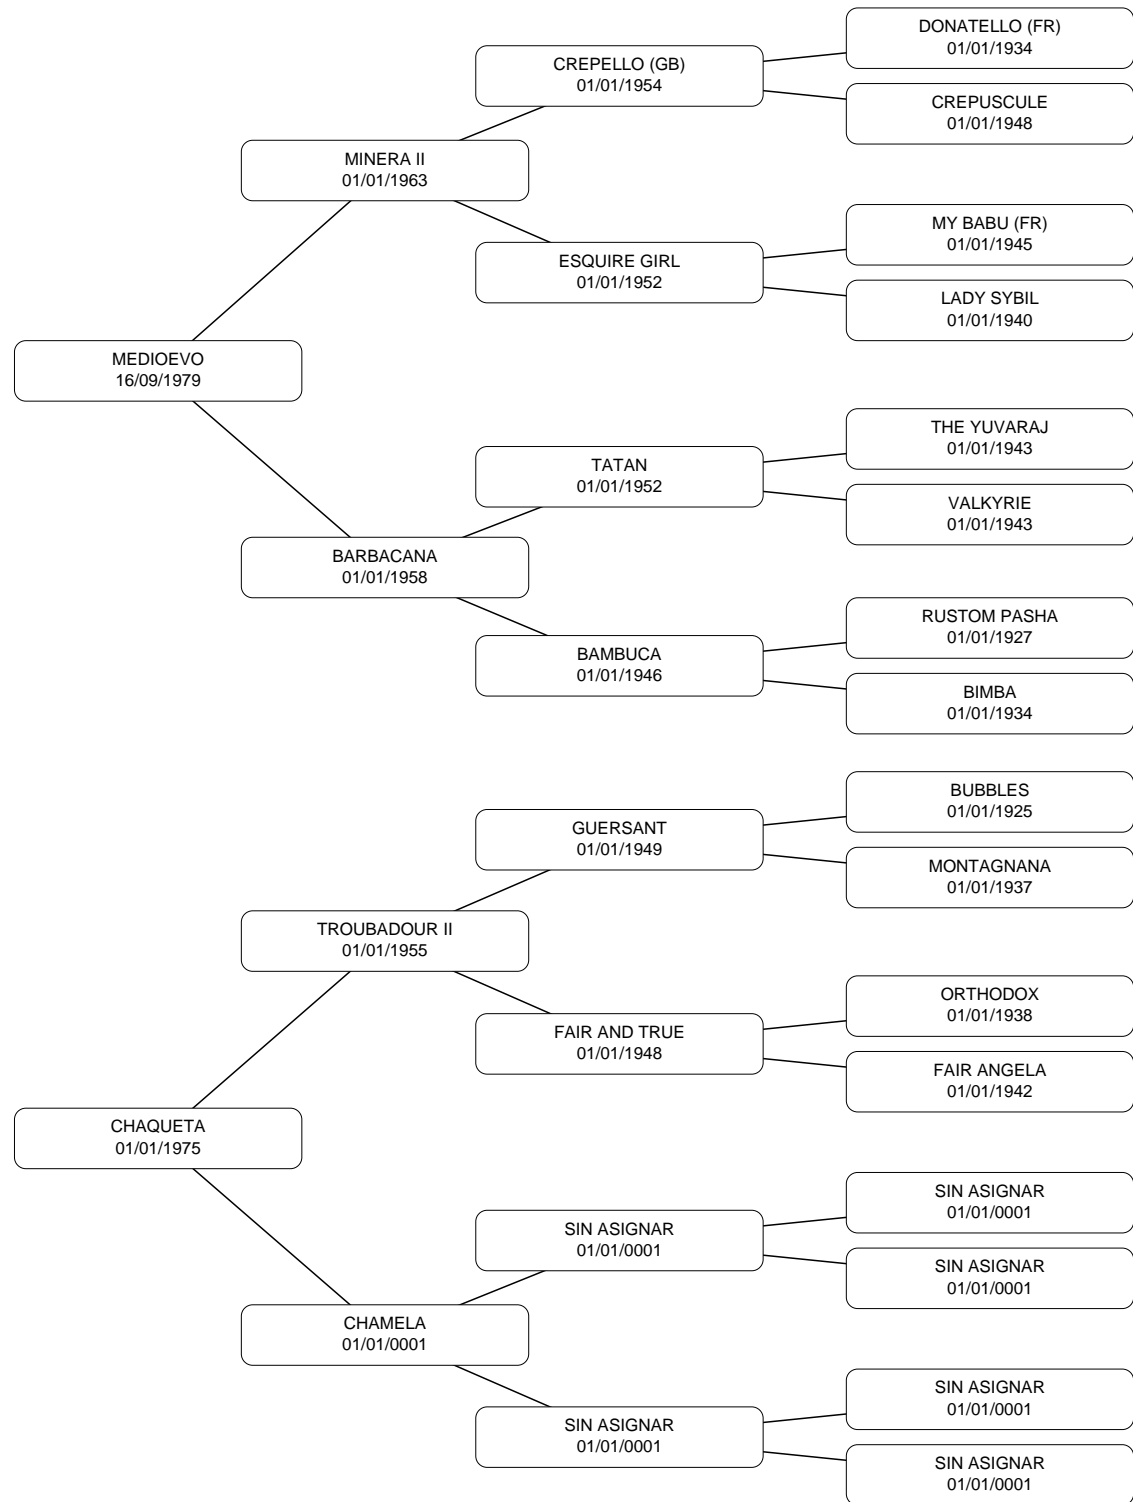 DONATELLO (FR)
01/01/1934
CREPELLO (GB)
01/01/1954
CREPUSCULE
01/01/1948
MINERA II
01/01/1963
MY BABU (FR)
01/01/1945
ESQUIRE GIRL
01/01/1952
LADY SYBIL
01/01/1940
MEDIOEVO
16/09/1979
THE YUVARAJ
01/01/1943
TATAN
01/01/1952
VALKYRIE
01/01/1943
BARBACANA
01/01/1958
RUSTOM PASHA
01/01/1927
BAMBUCA
01/01/1946
BIMBA
01/01/1934
BUBBLES
01/01/1925
GUERSANT
01/01/1949
MONTAGNANA
01/01/1937
TROUBADOUR II
01/01/1955
ORTHODOX
01/01/1938
FAIR AND TRUE
01/01/1948
FAIR ANGELA
01/01/1942
CHAQUETA
01/01/1975
SIN ASIGNAR
01/01/0001
SIN ASIGNAR
01/01/0001
SIN ASIGNAR
01/01/0001
CHAMELA
01/01/0001
SIN ASIGNAR
01/01/0001
SIN ASIGNAR
01/01/0001
SIN ASIGNAR
01/01/0001